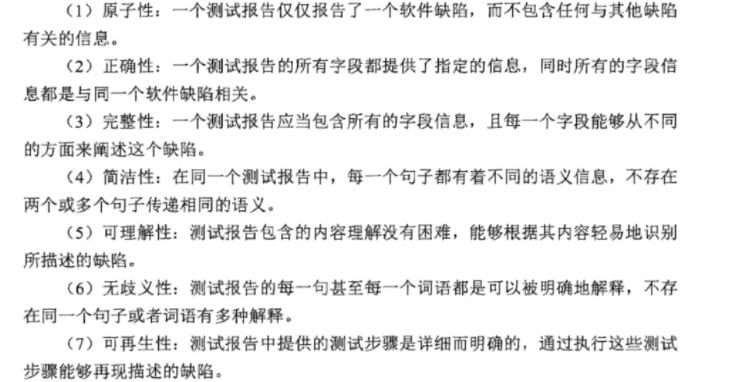 （1）原子性：一个测试报告仅仅报告了一个软件缺陷，而不包含任何与其他缺陷
有关的信息。
（2）正确性：一个测试报告的所有字段都提供了指定的信息，同时所有的字段信
息都是与同一个软件缺陷相关。
（3）完整性：一个测试报告应当包含所有的字段信息，且每一个字段能够从不同
的方面来阐述这个缺陷。
（4）简洁性：在同一个测试报告中，每一个句子都有着不同的语义信息，不存在
两个或多个句子传递相同的语义。
（5）可理解性：测试报告包含的内容理解没有困难，能够根据其内容轻易地识别
所描述的缺陷。
（6）无歧义性：测试报告的每一句甚至每一个词语都是可以被明确地解释，不存
在同一个句子或者词语有多种解释。
（7）可再生性：测试报告中提供的测试步骤是详细而明确的，通过执行这些测试
步骤能够再现描述的缺陷。